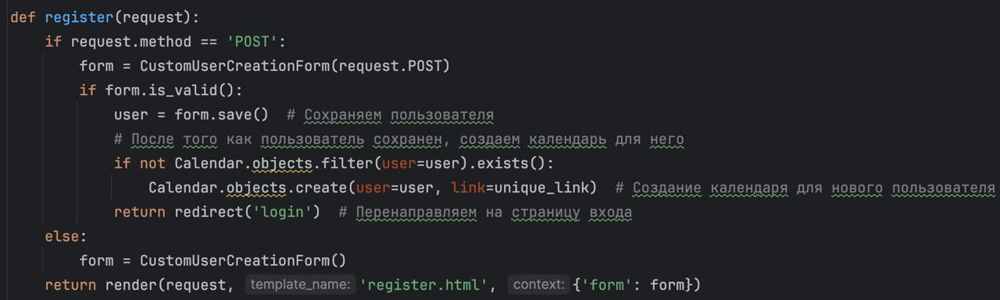 def register(request):
    if request.method == 'POST':
        form = CustomUserCreationForm(request.POST)
        if form.is_valid():
            user = form.save()  # Сохраняем пользователя
            # После того как пользователь сохранен, создаем календарь для него
            if not Calendar.objects.filter(user=user).exists():
                Calendar.objects.create(user=user, link=unique_link)  # Создание календаря для нового пользователя
            return redirect('login')  # Перенаправляем на страницу входа
    else:
        form = CustomUserCreationForm()
    return render(request, template_name: 'register.html', context: {'form': form})